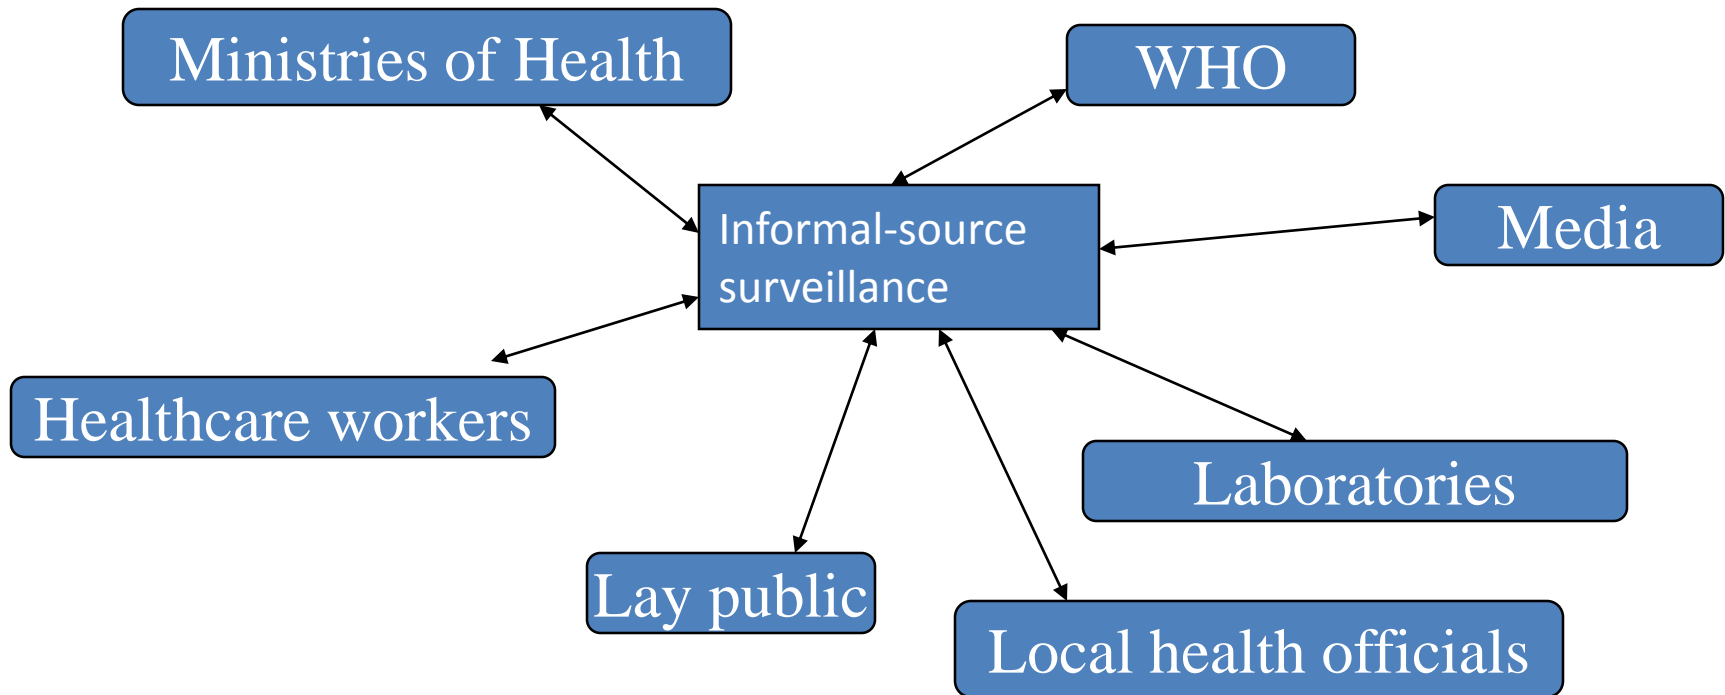 Ministries of Health
WHO
Informal-source
surveillance
Media
Healthcare workers
Laboratories
Lay public
Local health officials